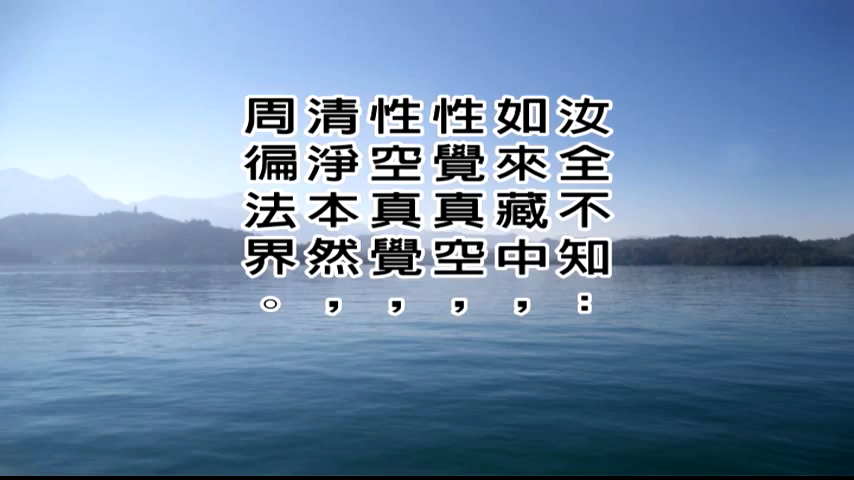 汝全不知：
如來藏中，
性覺真空，
性空真覺，
清淨本然，
周徧法界。